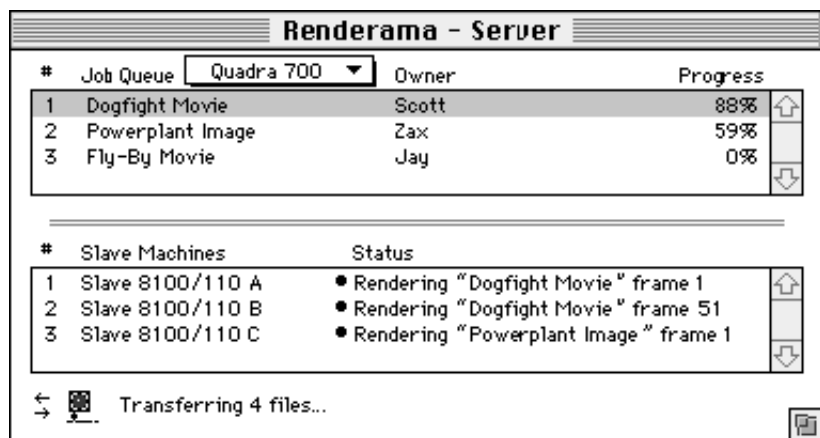 Renderama - Server
# Job Queue Quadra 700 Owner Progress
1 Dogfight Movie Scott 88%
2 Powerplant Image Zax 59%
3 Fly-By Movie Jay 0%
# Slave Machines Status
1 Slave 8100/110 A • Rendering “Dogfight Movie” frame 1
2 Slave 8100/110 B • Rendering “Dogfight Movie” frame 51
3 Slave 8100/110 C • Rendering “Powerplant Image” frame 1
Transferring 4 files...